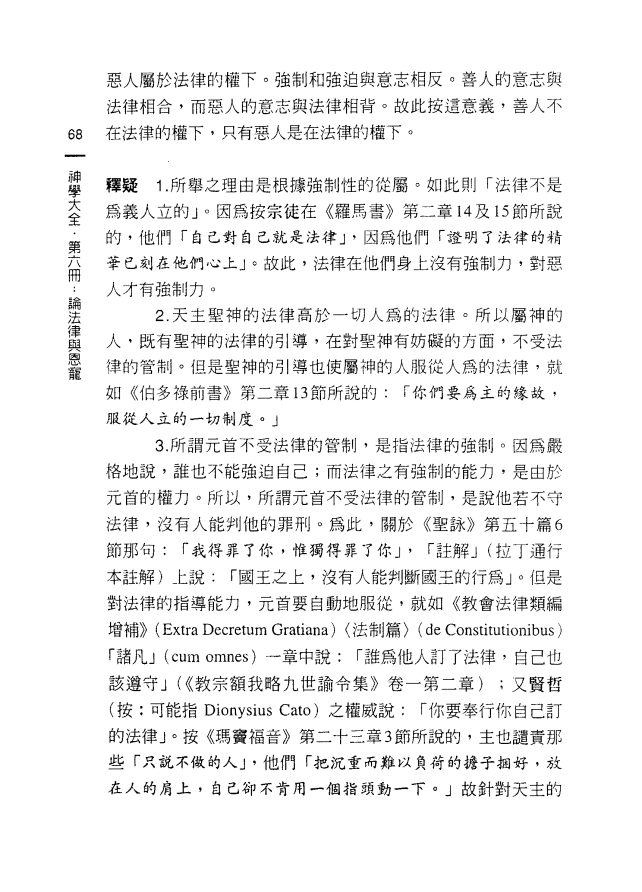 惡人屬於法律的權下。強制和強迫與意志相反。善人的意志與
法律相合，而惡人的意志與法律相背。故此按這意義，善人不
在法律的權下，只有惡人是在法律的權下。
68
神學大全·第六冊：論法律與恩寵
釋疑　1.所舉之理由是根據強制性的從屬。如此則「法律不是
爲義人立的」。因爲按宗徒在《羅馬書》第二章14及15節所說
的，他們「自己對自己就是法律」，因爲他們「證明了法律的精
華已刻在他們心上」。故此，法律在他們身上沒有強制力，對惡
人才有強制力。
2.天主聖神的法律高於一切人爲的法律。所以屬神的
人，既有聖神的法律的引導，在對聖神有妨礙的方面，不受法
律的管制。但是聖神的引導也使屬神的人服從人爲的法律，就
如《伯多祿前書》第二章13節所說的：「你們要爲主的緣故，
服從人立的一切制度。」
3.所謂元首不受法律的管制，是指法律的強制。因爲嚴
格地說，誰也不能強迫自己；而法律之有強制的能力，是由於
元首的權力。所以，所謂元首不受法律的管制，是說他若不守
法律，沒有人能判他的罪刑。爲此，關於《聖詠》第五十篇6
節那句：「我得罪了你，惟獨得罪了你」，「註解」（拉丁通行
本註解）上說：「國王之上，沒有人能判斷國王的行爲」。但是
對法律的指導能力，元首要自動地服從，就如《教會法律類編
增補》（Extra Decretum Gratiana）〈法制篇〉（de Constitutionibus）
「諸凡」（cum omnes）一章中說：「誰爲他人訂了法律，自己也
該遵守」（《教宗額我略九世諭令集》卷一第二章）；又賢哲
（按：可能指 Dionysius Cato）之權威說：「你要奉行你自己訂
的法律」。按《瑪竇福音》第二十三章3節所說的，主也譴責那
些「只說不做的人」，他們「把沉重而難以負荷的擔子捆好，放
在人的肩上，自己卻不肯用一個指頭動一下。」故針對天主的